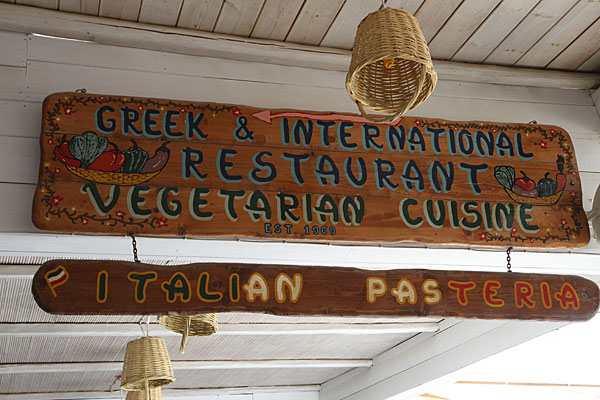 GREEK & INTERNATIONAL
RESTAURANT
VEGETARIAN CUISINE
EST. 1969
ITALIAN PASTERIA